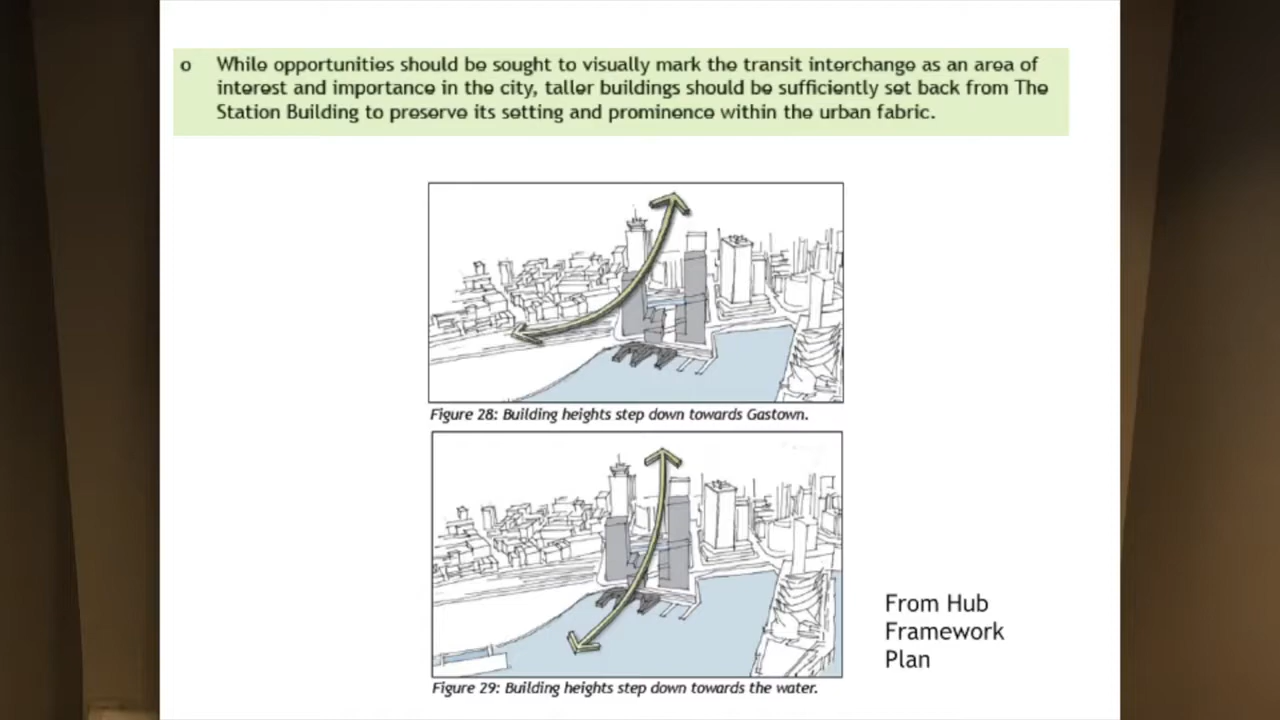 o While opportunities should be sought to visually mark the transit interchange as an area of
interest and importance in the city, taller buildings should be sufficiently set back from The
Station Building to preserve its setting and prominence within the urban fabric.
Figure 28: Building heights step down towards Gastown.
Figure 29: Building heights step down towards the water.
From Hub
Framework
Plan